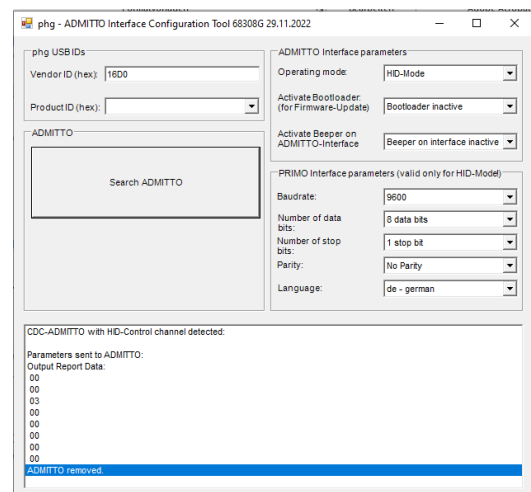 phg - ADMITTO Interface Configuration Tool 68308G 29.11.2022
phg USB IDs
Vendor ID (hex): 16D0
Product ID (hex):
ADMITTO
Search ADMITTO
ADMITTO Interface parameters
Operating mode: HID-Mode
Activate Bootloader:
(for Firmware-Update) Bootloader inactive
Activate Beeper on
ADMITTO-Interface Beeper on interface inactive
PRIMO Interface parameters (valid only for HID-Model)
Baudrate: 9600
Number of data
bits: 8 data bits
Number of stop
bits: 1 stop bit
Parity: No Parity
Language: de - german
CDC-ADMITTO with HID-Control channel detected:
Parameters sent to ADMITTO:
Output Report Data:
00
00
03
00
00
00
00
00
ADMITTO removed.